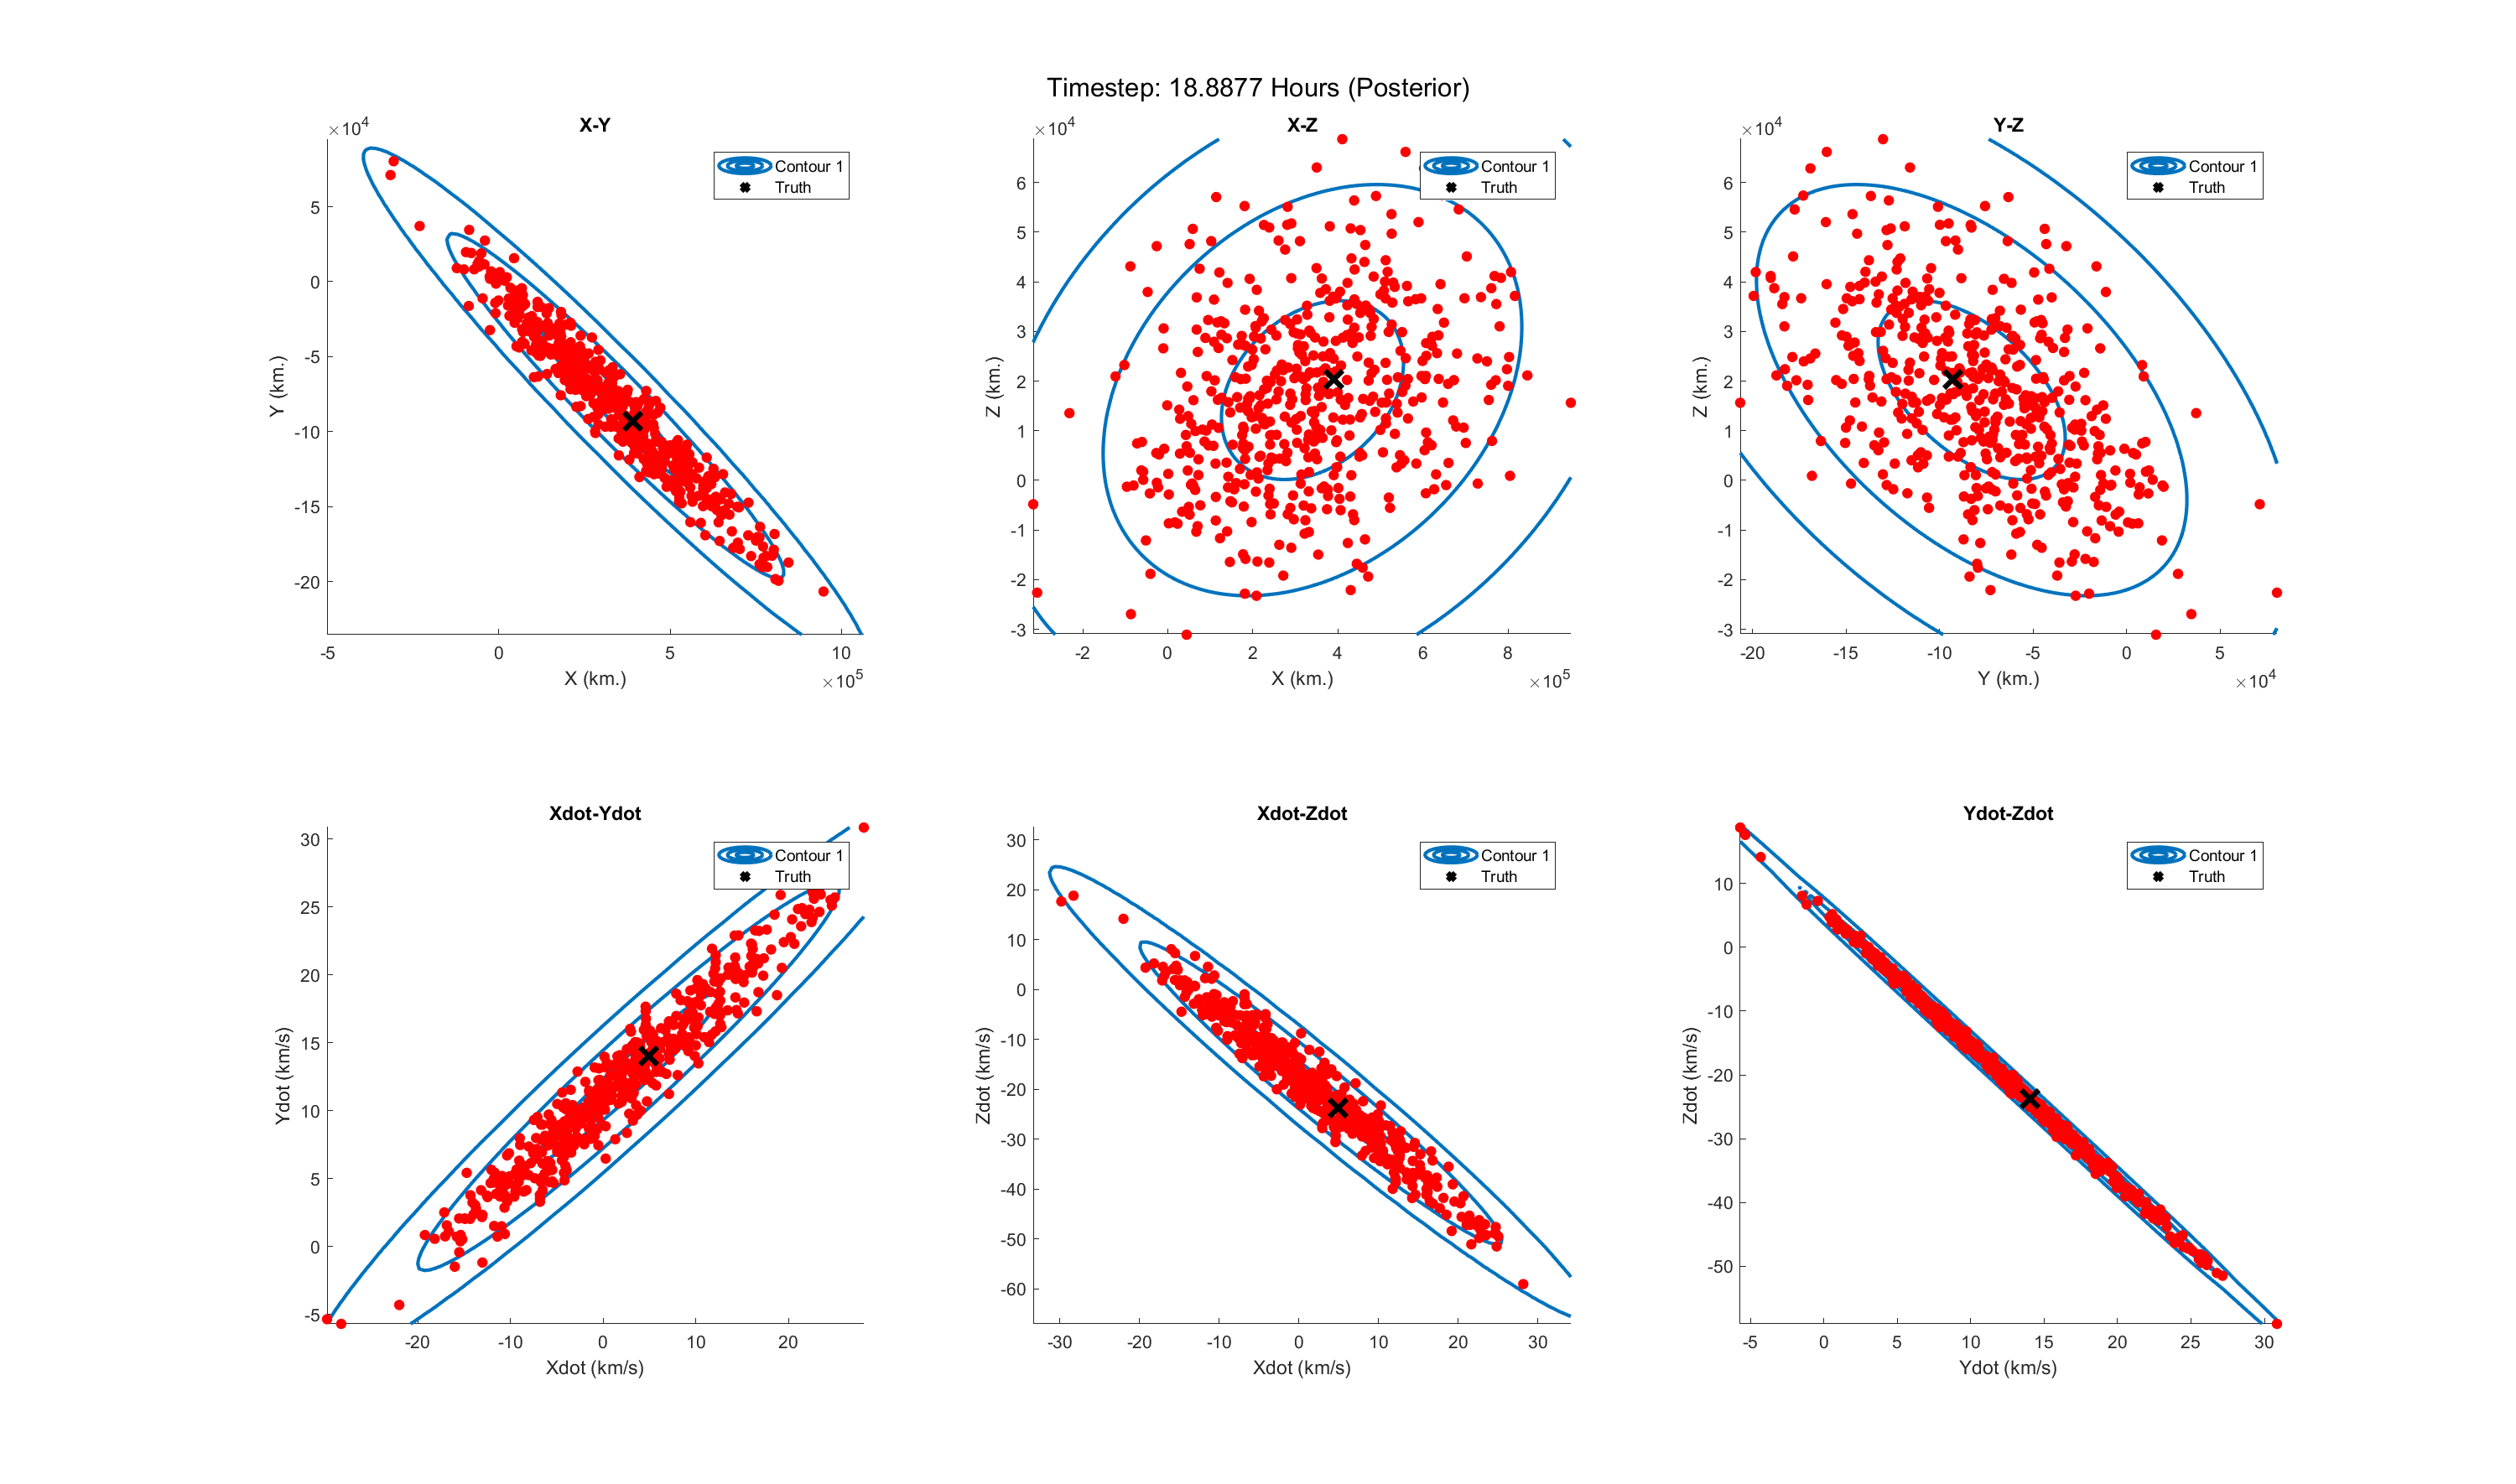 Timestep: 18.8877 Hours (Posterior)
X-Y
×10^4
Contour 1
Truth
5
0
-5
-10
-15
-20
Y (km.)
-5 0 5 10
X (km.)
×10^5
X-Z
×10^4
Contour 1
Truth
6
5
4
3
2
1
0
-1
-2
-3
Z (km.)
-2 0 2 4 6 8
X (km.)
×10^5
Y-Z
×10^4
Contour 1
Truth
6
5
4
3
2
1
0
-1
-2
-3
Z (km.)
-20 -15 -10 -5 0 5
Y (km.)
×10^4
Xdot-Ydot
Contour 1
Truth
30
25
20
15
10
5
0
-5
Ydot (km/s)
-20 -10 0 10 20
Xdot (km/s)
Xdot-Zdot
Contour 1
Truth
30
20
10
0
-10
-20
-30
-40
-50
-60
Zdot (km/s)
-30 -20 -10 0 10 20 30
Xdot (km/s)
Ydot-Zdot
Contour 1
Truth
10
0
-10
-20
-30
-40
-50
Zdot (km/s)
-5 0 5 10 15 20 25 30
Ydot (km/s)